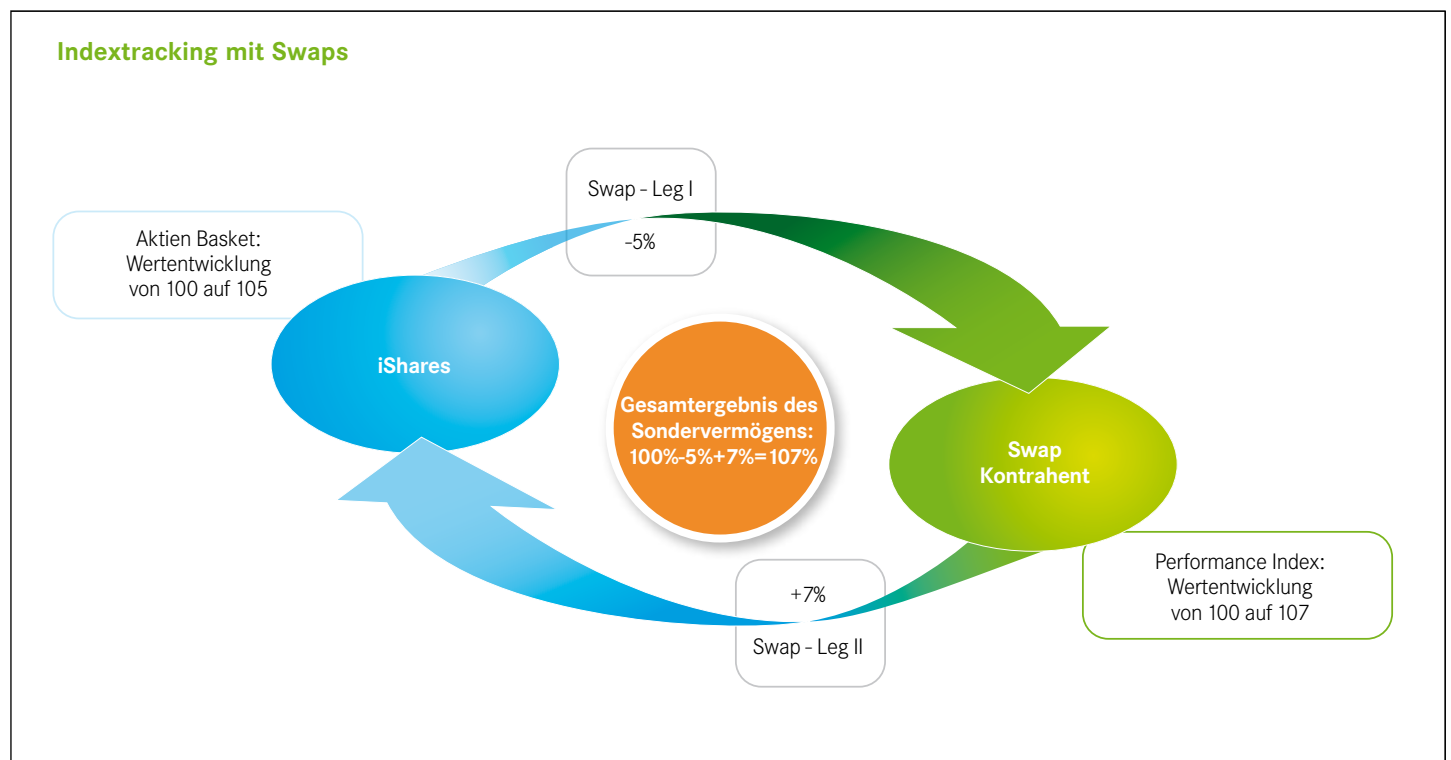 Indextracking mit Swaps
Swap - Leg I
-5%
Aktien Basket:
Wertentwicklung
von 100 auf 105
iShares
Gesamtergebnis des
Sondervermögens:
100%-5%+7%=107%
Swap
Kontrahent
Performance Index:
Wertentwicklung
von 100 auf 107
+7%
Swap - Leg II